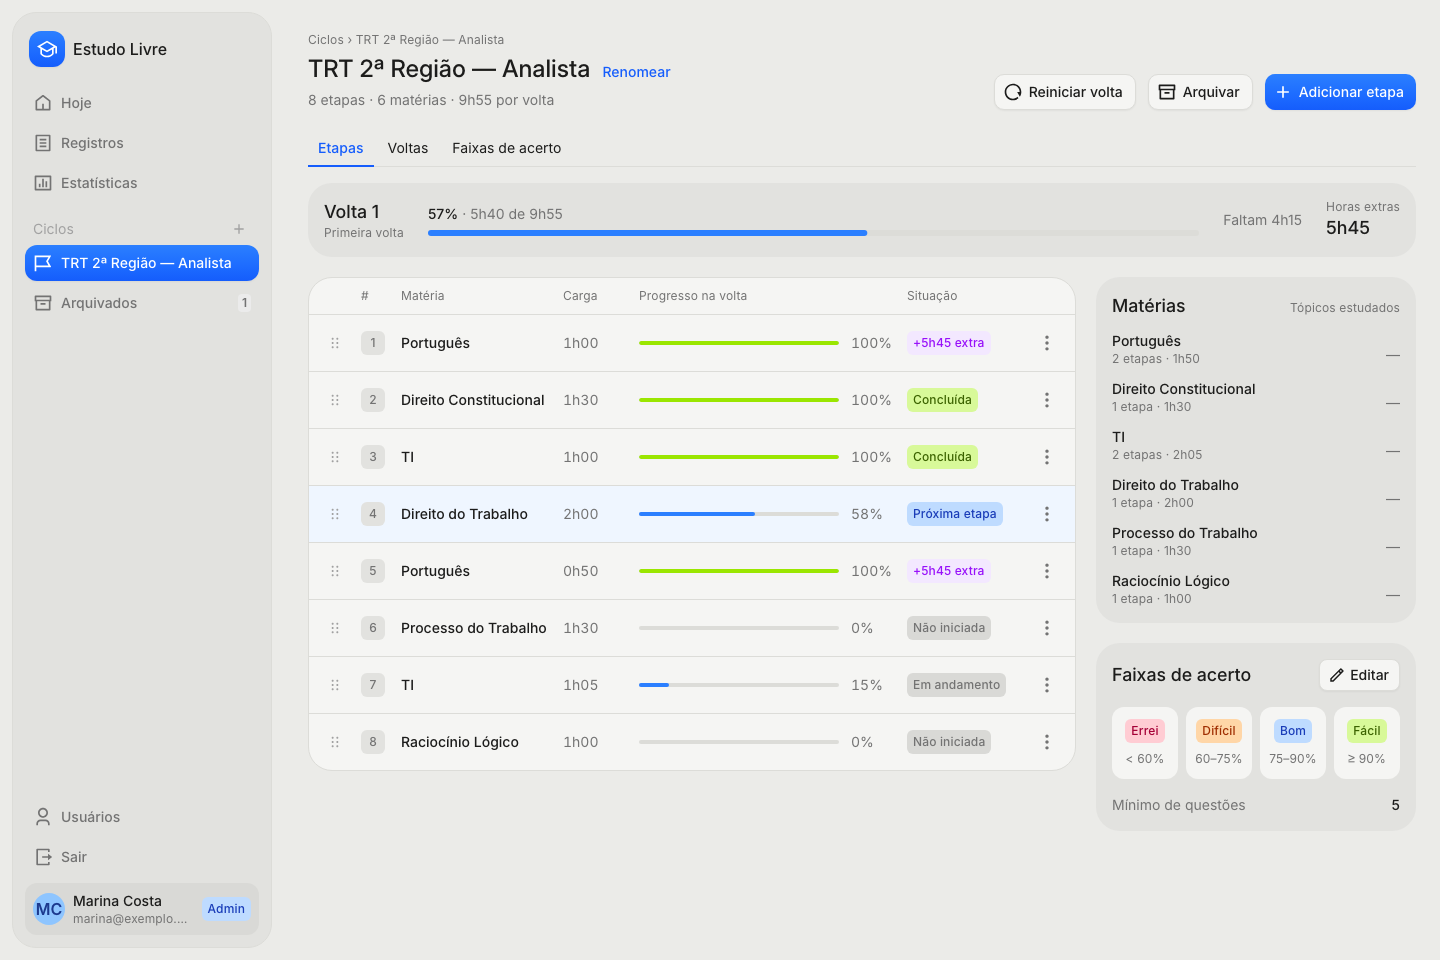 Estudo Livre
Hoje
Registros
Estatísticas
Ciclos
TRT 2ª Região — Analista
Arquivados 1
Usuários
Sair
MC
Marina Costa
marina@exemplo....
Admin
Ciclos › TRT 2ª Região — Analista
TRT 2ª Região — Analista Renomear
8 etapas · 6 matérias · 9h55 por volta
Reiniciar volta Arquivar Adicionar etapa
Etapas Voltas Faixas de acerto
Volta 1
Primeira volta
57% · 5h40 de 9h55
Faltam 4h15
Horas extras
5h45
# Matéria Carga Progresso na volta Situação
1 Português 1h00 100% +5h45 extra
2 Direito Constitucional 1h30 100% Concluída
3 TI 1h00 100% Concluída
4 Direito do Trabalho 2h00 58% Próxima etapa
5 Português 0h50 100% +5h45 extra
6 Processo do Trabalho 1h30 0% Não iniciada
7 TI 1h05 15% Em andamento
8 Raciocínio Lógico 1h00 0% Não iniciada
Matérias Tópicos estudados
Português
2 etapas · 1h50 —
Direito Constitucional
1 etapa · 1h30 —
TI
2 etapas · 2h05 —
Direito do Trabalho
1 etapa · 2h00 —
Processo do Trabalho
1 etapa · 1h30 —
Raciocínio Lógico
1 etapa · 1h00 —
Faixas de acerto Editar
Errei Difícil Bom Fácil
< 60% 60–75% 75–90% ≥ 90%
Mínimo de questões 5